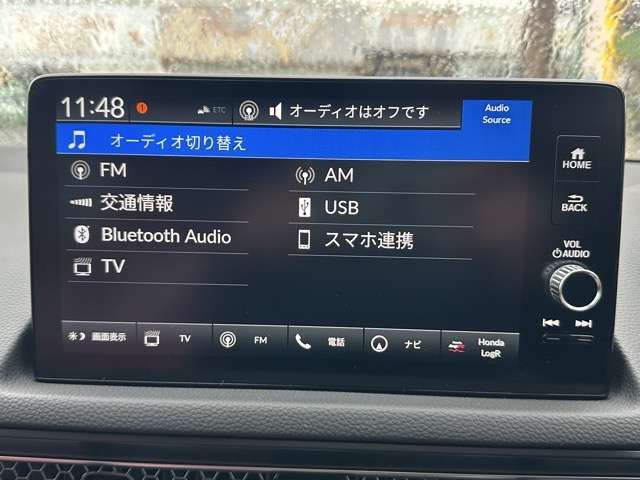 11:48 1 ETC オーディオはオフです Audio Source
オーディオ切り替え
FM AM
交通情報 USB
Bluetooth Audio スマホ連携
TV
画面表示 TV FM 電話 ナビ Honda LogR
HOME
BACK
VOL
AUDIO